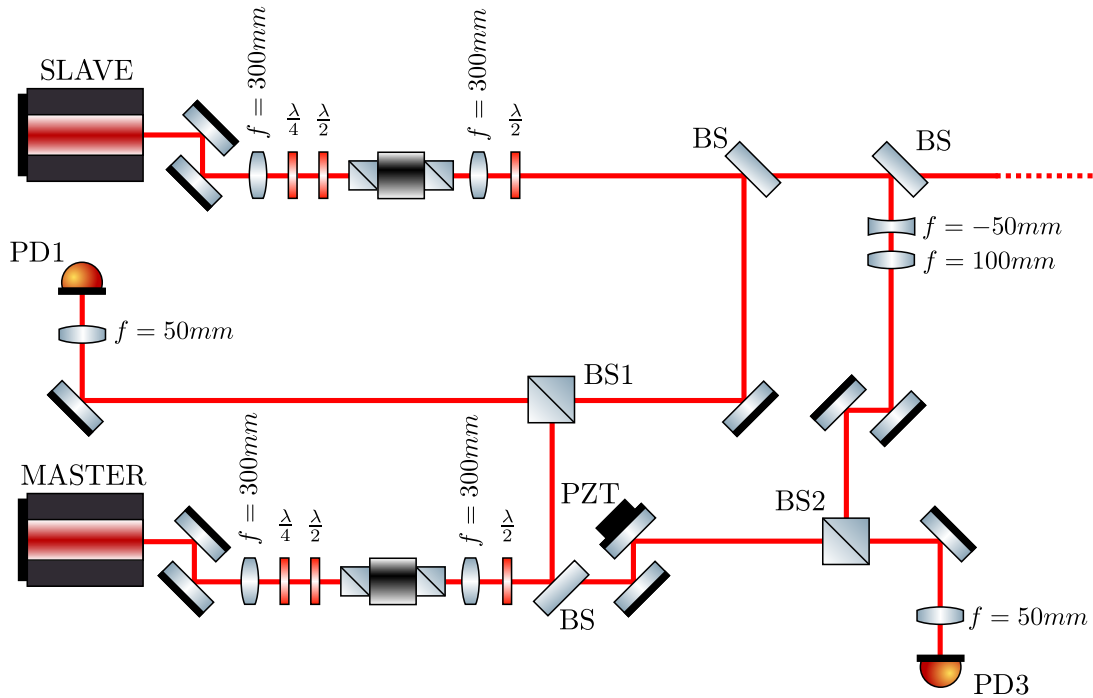 SLAVE
f = 300mm
λ/4
λ/2
f = 300mm
λ/2
BS
BS
f = −50mm
f = 100mm
PD1
f = 50mm
BS1
MASTER
f = 300mm
λ/4
λ/2
f = 300mm
λ/2
PZT
BS2
BS
f = 50mm
PD3